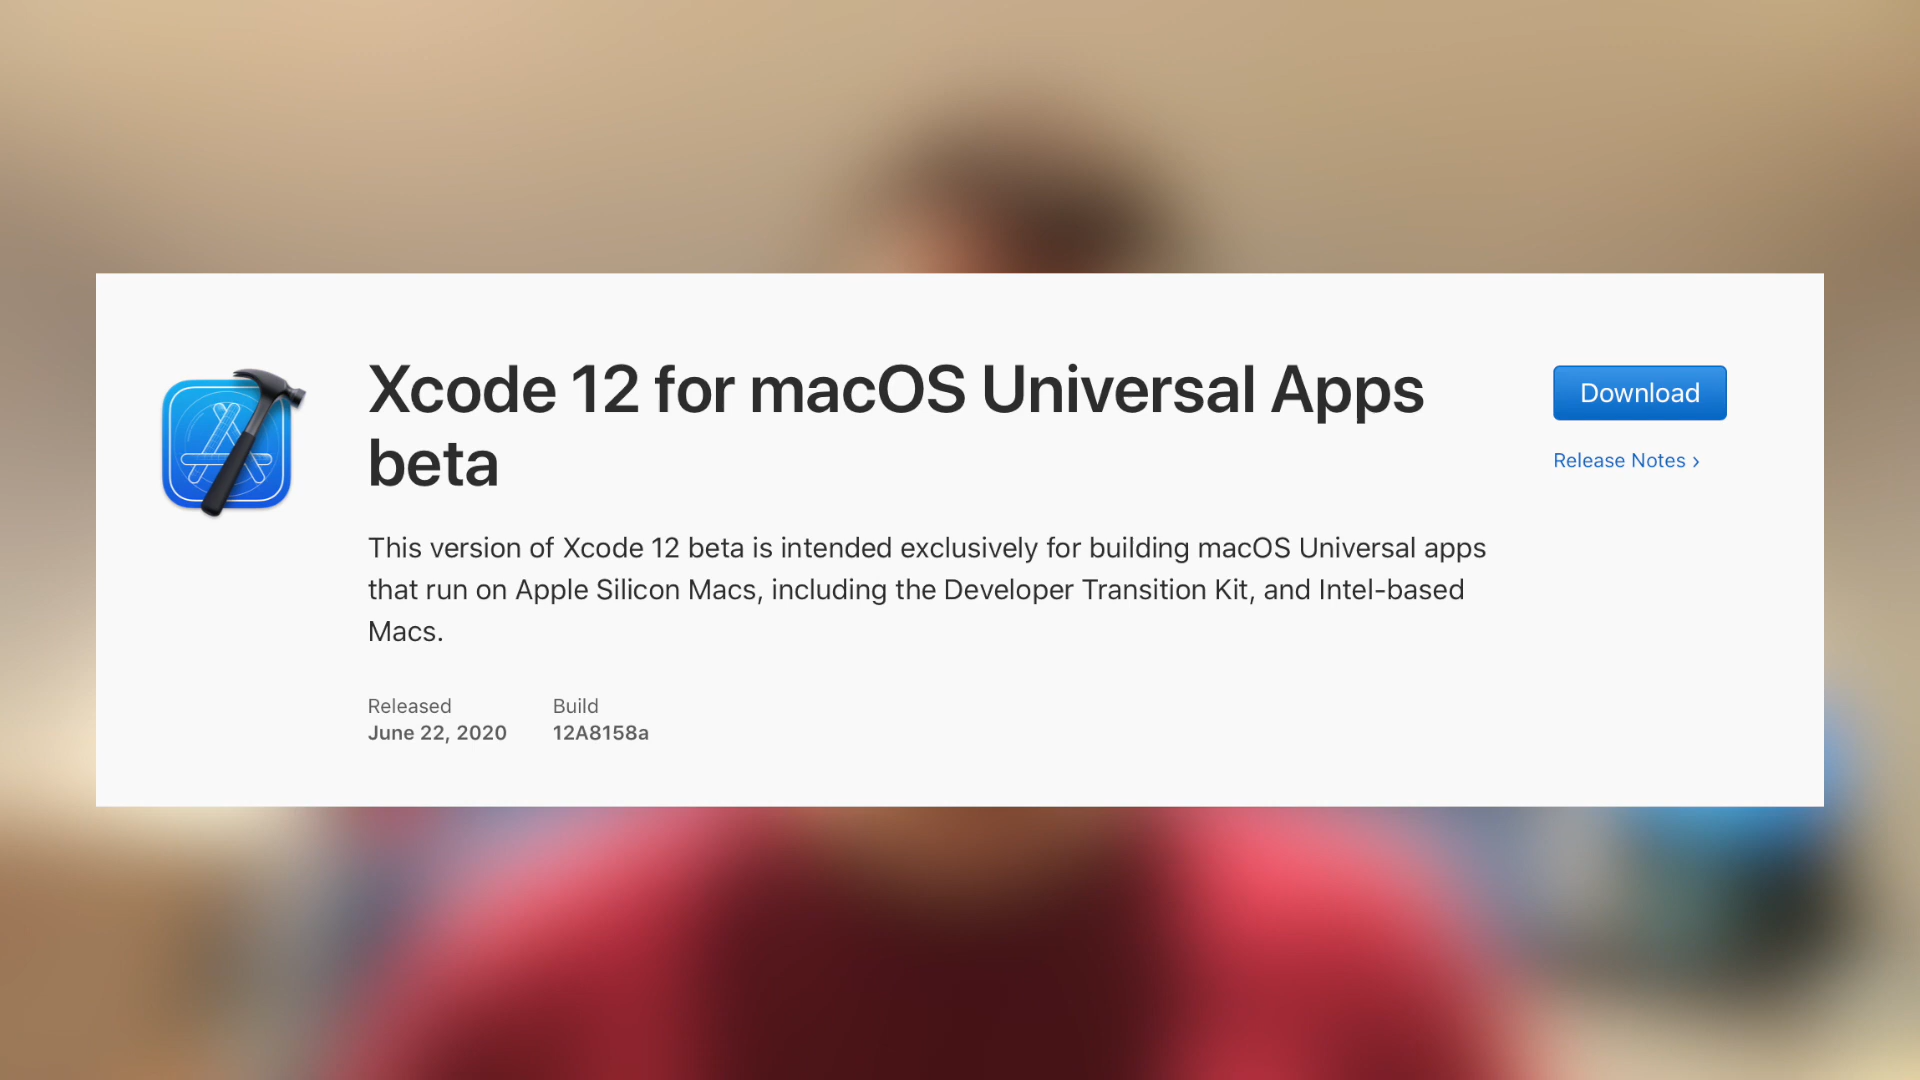 Xcode 12 for macOS Universal Apps
beta
Download
Release Notes ›
This version of Xcode 12 beta is intended exclusively for building macOS Universal apps
that run on Apple Silicon Macs, including the Developer Transition Kit, and Intel-based
Macs.
Released
June 22, 2020
Build
12A8158a